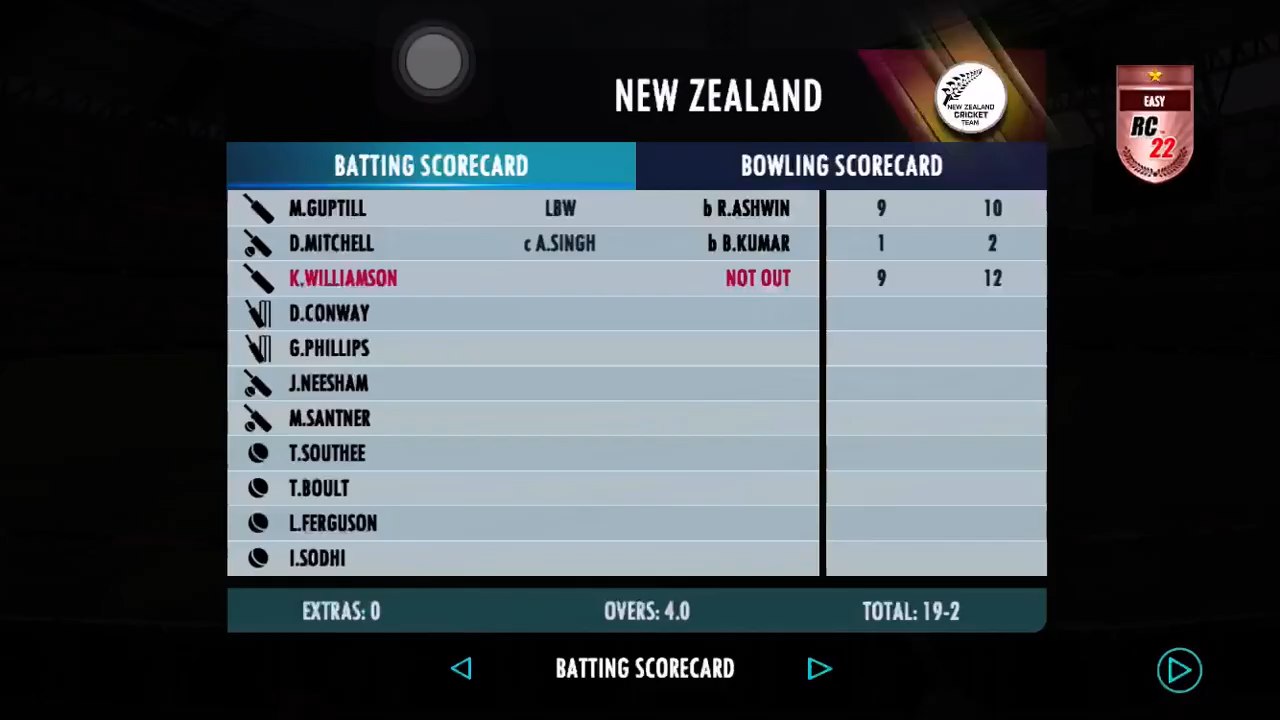 NEW ZEALAND
NEW ZEALAND
CRICKET
TEAM
EASY
RC
22
BATTING SCORECARD BOWLING SCORECARD
M.GUPTILL LBW b R.ASHWIN 9 10
D.MITCHELL c A.SINGH b B.KUMAR 1 2
K.WILLIAMSON NOT OUT 9 12
D.CONWAY
G.PHILLIPS
J.NEESHAM
M.SANTNER
T.SOUTHEE
T.BOULT
L.FERGUSON
I.SODHI
EXTRAS: 0 OVERS: 4.0 TOTAL: 19-2
BATTING SCORECARD